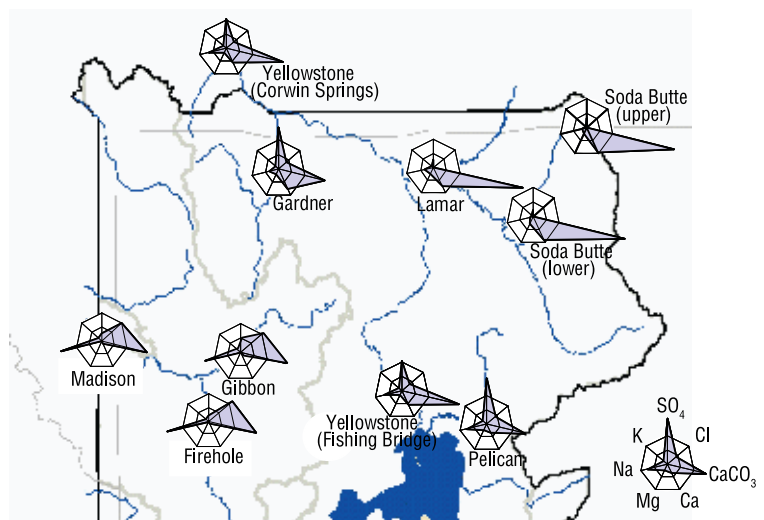 Yellowstone
(Corwin Springs)
Soda Butte
(upper)
Gardner
Lamar
Soda Butte
(lower)
Madison
Gibbon
Firehole
Yellowstone
(Fishing Bridge)
Pelican
SO4
K
Cl
Na
CaCO3
Mg
Ca